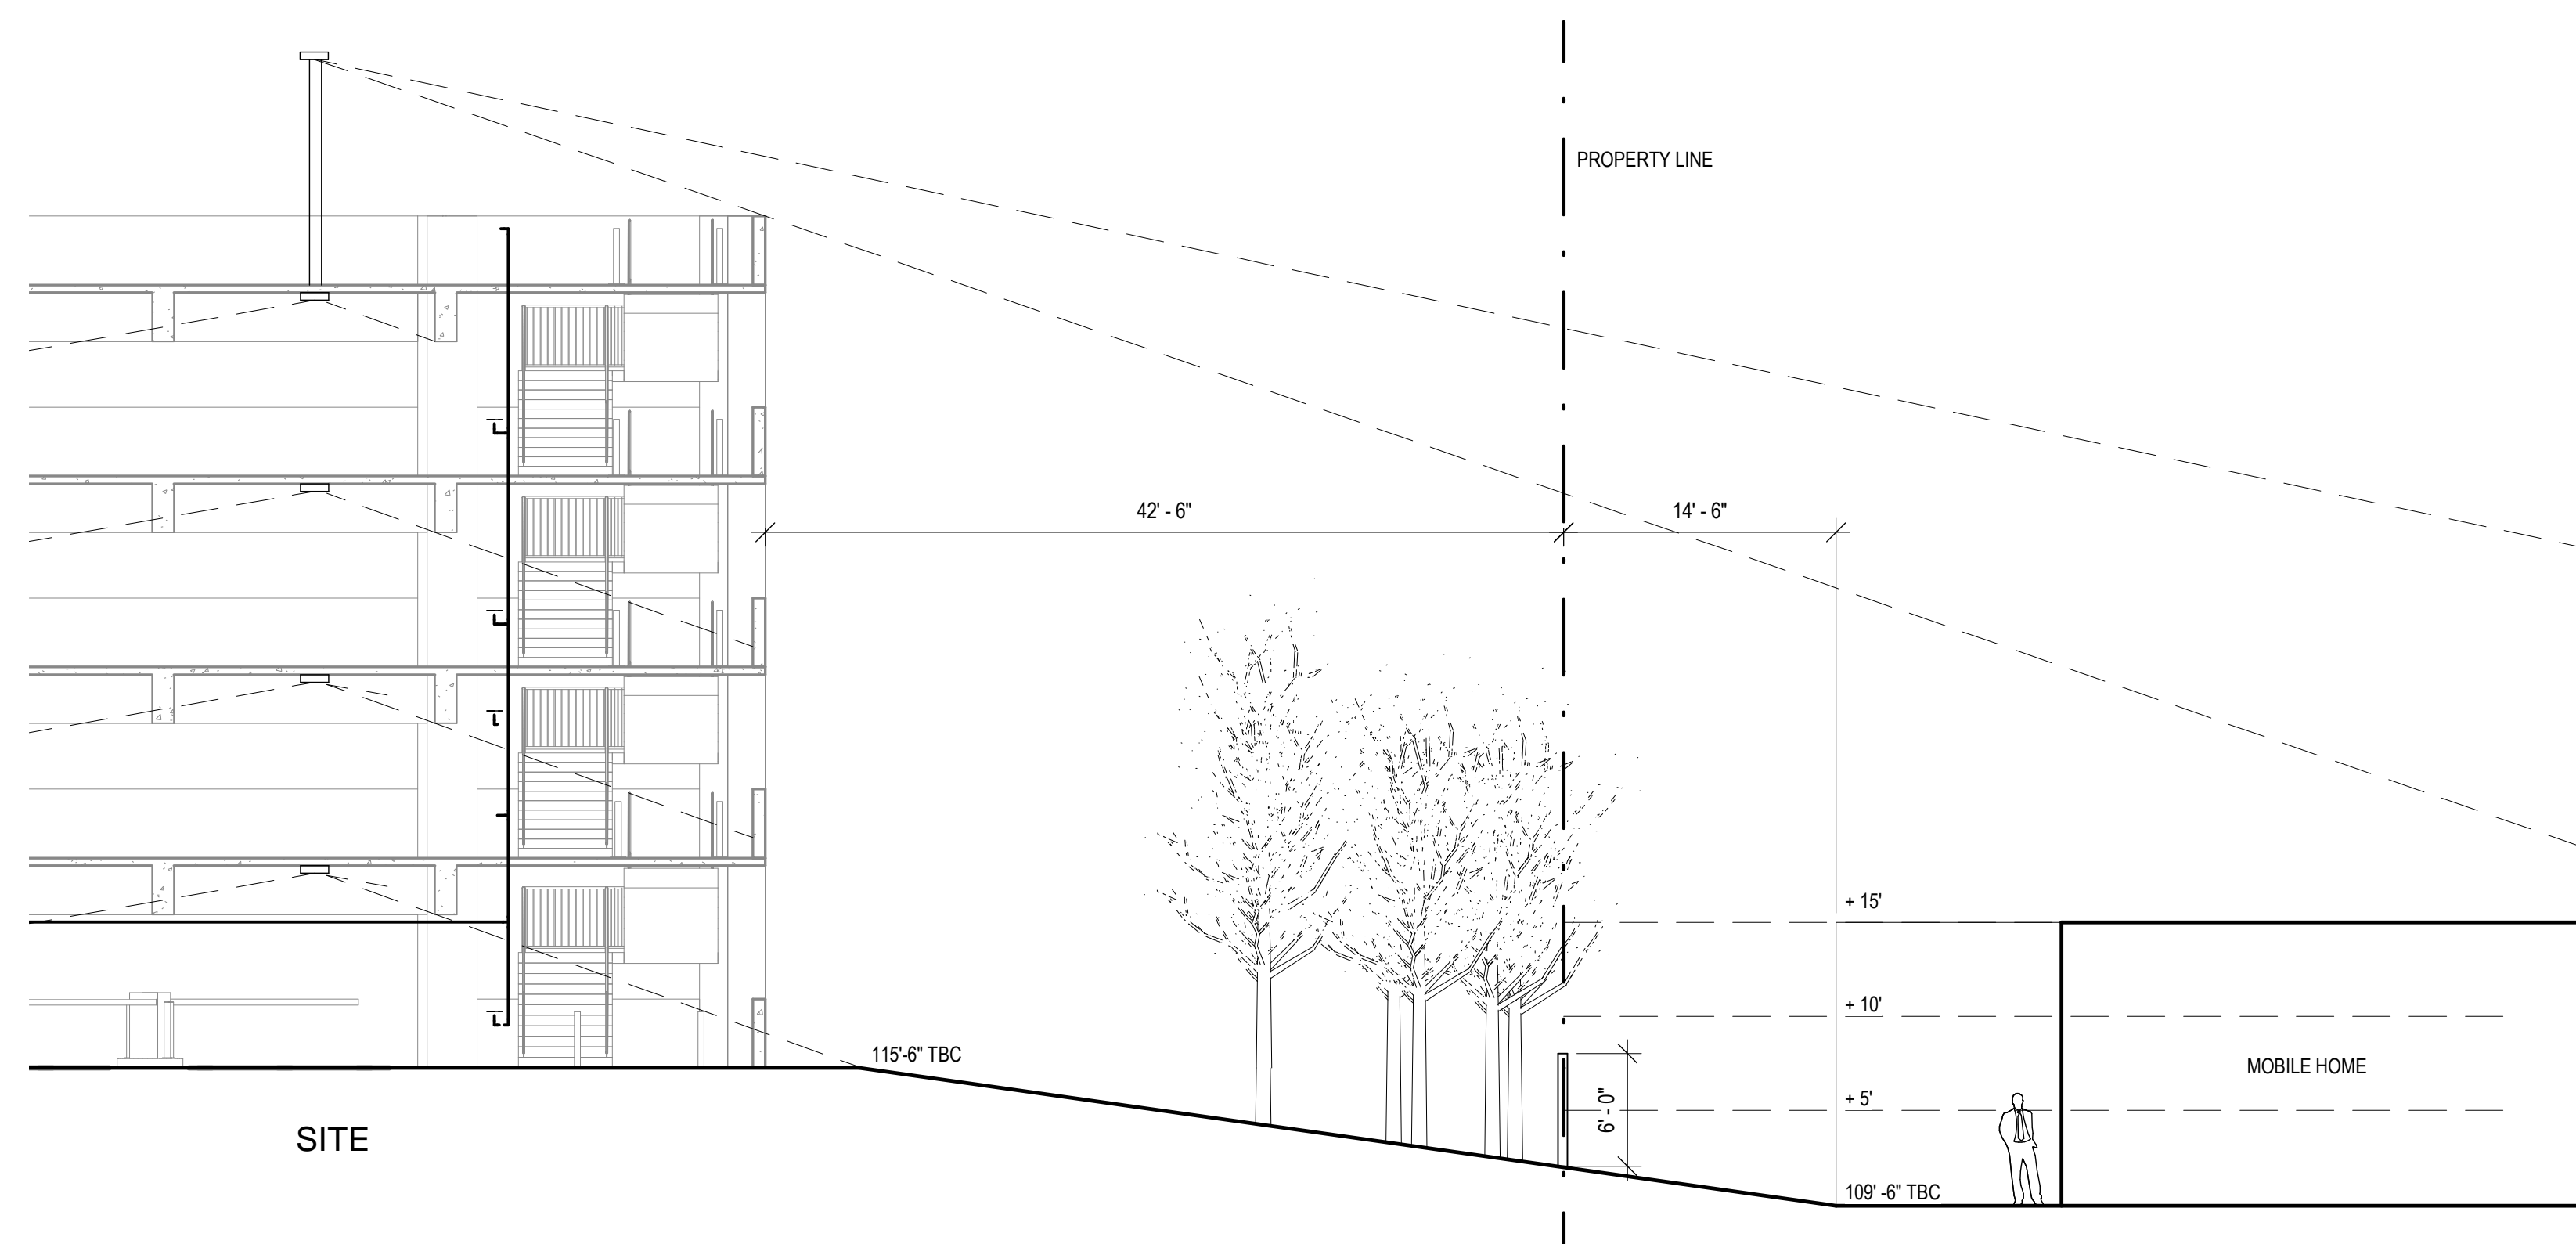 PROPERTY LINE
42' - 6"
14' - 6"
+ 15'
+ 10'
115'-6" TBC
MOBILE HOME
+ 5'
6' - 0"
SITE
109' -6" TBC